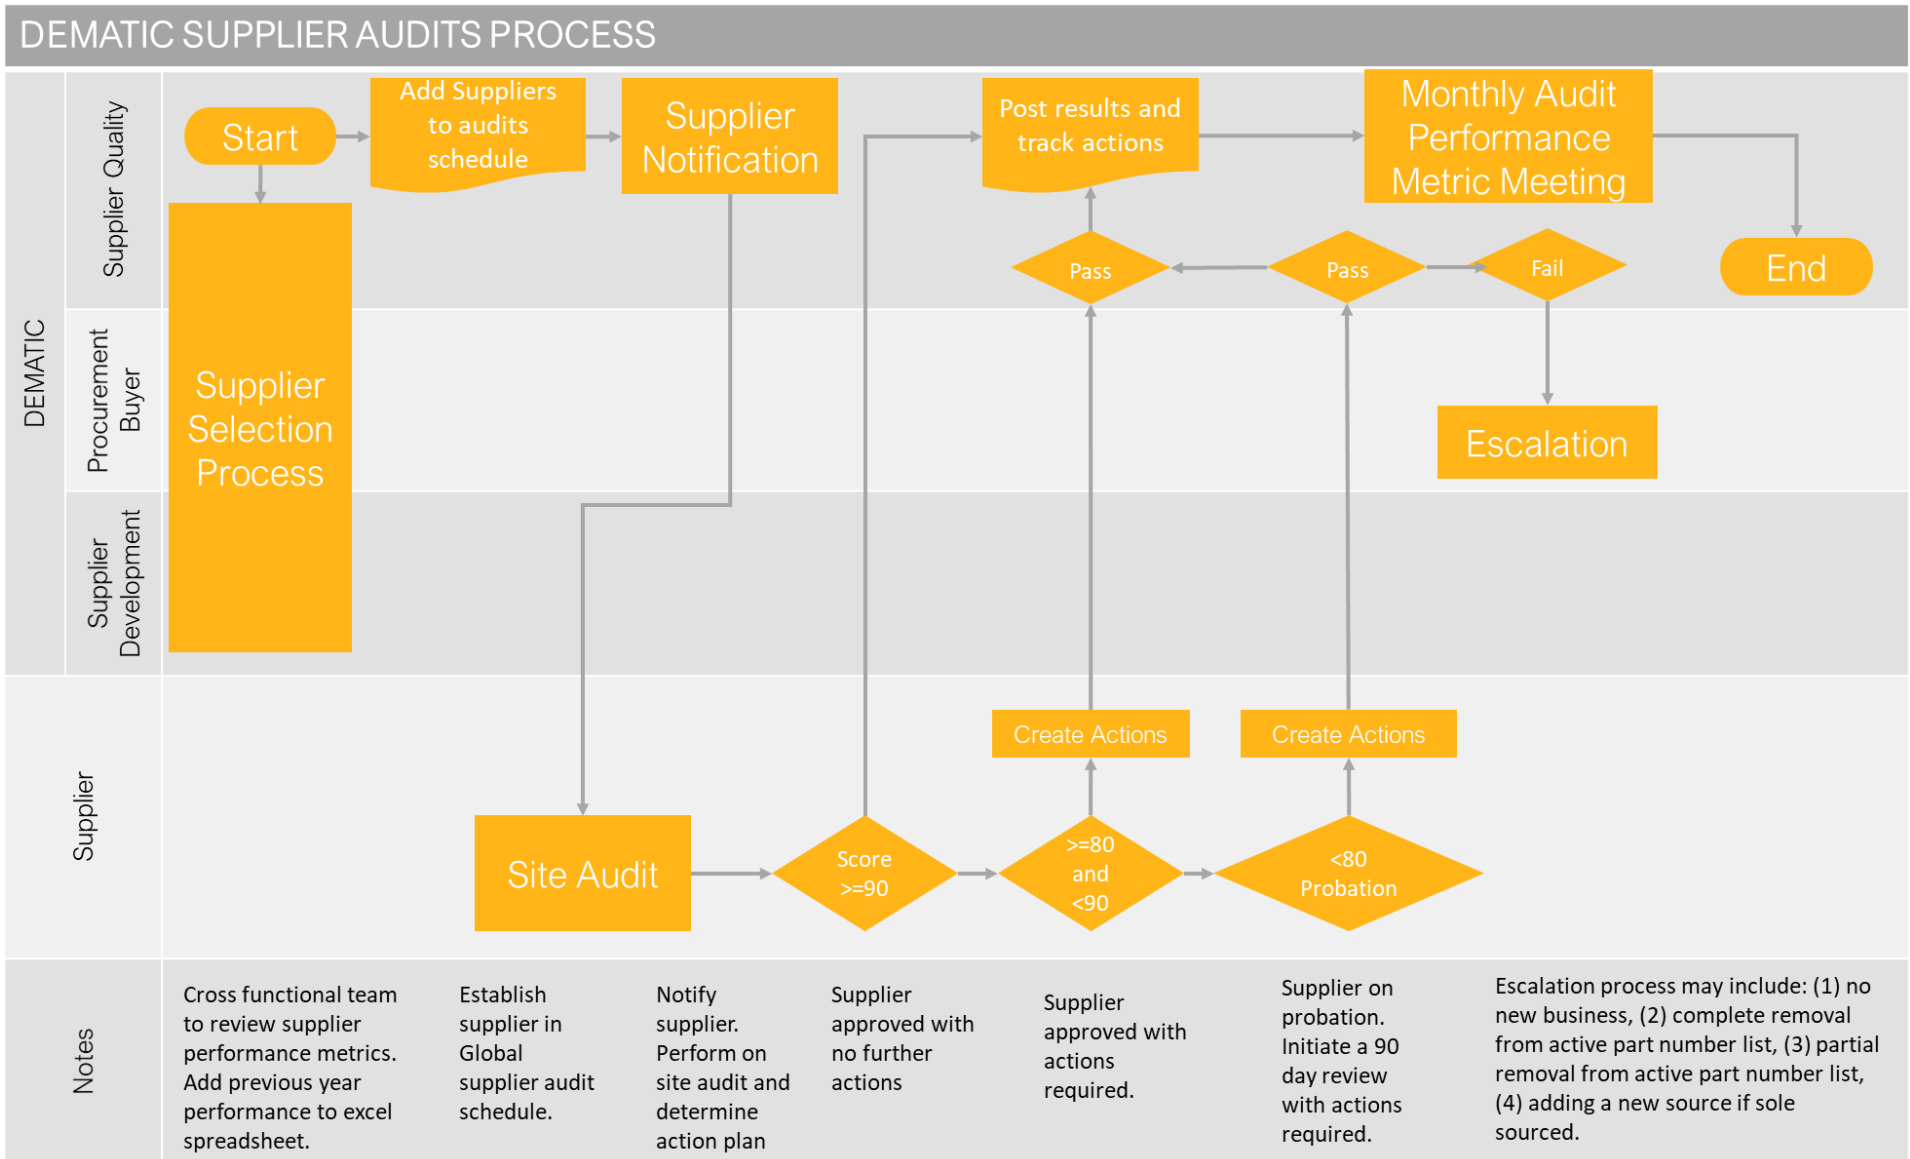 DEMATIC SUPPLIER AUDITS PROCESS
DEMATIC
Supplier Quality
Start
Add Suppliers
to audits
schedule
Supplier
Notification
Post results and
track actions
Monthly Audit
Performance
Metric Meeting
Pass
Pass
Fail
End
Procurement
Buyer
Supplier
Selection
Process
Escalation
Supplier
Development
Supplier
Create Actions
Create Actions
Site Audit
Score
>=90
>=80
and
<90
<80
Probation
Notes
Cross functional team
to review supplier
performance metrics.
Add previous year
performance to excel
spreadsheet.
Establish
supplier in
Global
supplier audit
schedule.
Notify
supplier.
Perform on
site audit and
determine
action plan
Supplier
approved with
no further
actions
Supplier
approved with
actions
required.
Supplier on
probation.
Initiate a 90
day review
with actions
required.
Escalation process may include: (1) no
new business, (2) complete removal
from active part number list, (3) partial
removal from active part number list,
(4) adding a new source if sole
sourced.